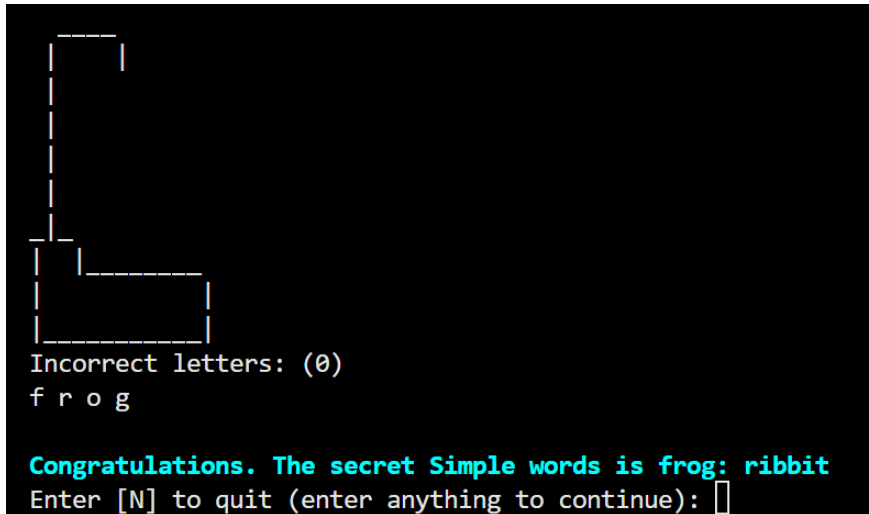 Incorrect letters: (0)
f r o g
Congratulations. The secret Simple words is frog: ribbit
Enter [N] to quit (enter anything to continue):